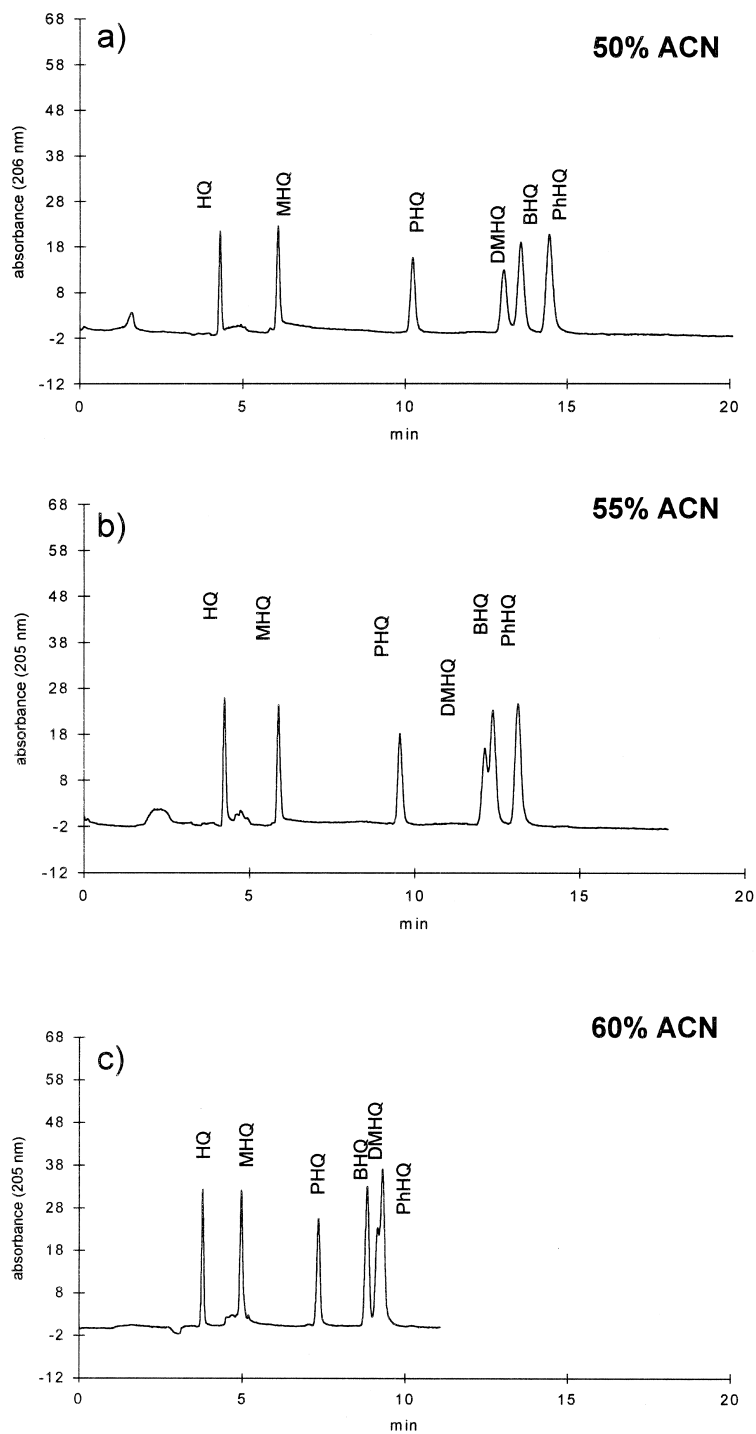 a)
50% ACN
absorbance (206 nm)
68
58
48
38
28
18
8
-2
-12
HQ
MHQ
PHQ
DMHQ
BHQ
PhHQ
0
5
10
15
20
min
b)
55% ACN
absorbance (205 nm)
68
58
48
38
28
18
8
-2
-12
HQ
MHQ
PHQ
DMHQ
BHQ
PhHQ
0
5
10
15
20
min
c)
60% ACN
absorbance (205 nm)
68
58
48
38
28
18
8
-2
-12
HQ
MHQ
PHQ
BHQ
DMHQ
PhHQ
0
5
10
15
20
min